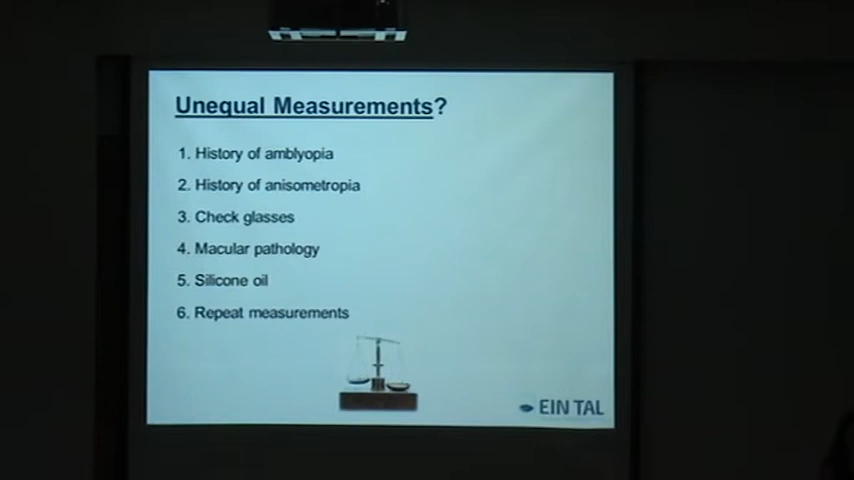 Unequal Measurements?
1. History of amblyopia
2. History of anisometropia
3. Check glasses
4. Macular pathology
5. Silicone oil
6. Repeat measurements
EIN TAL